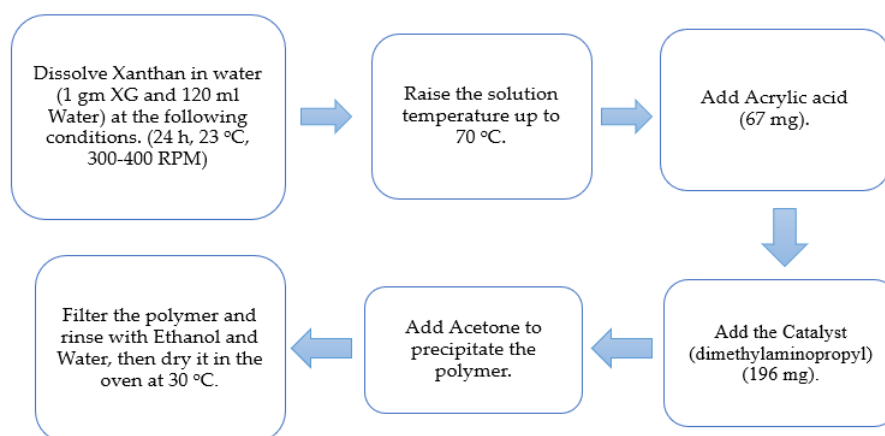 Dissolve Xanthan in water
(1 gm XG and 120 ml
Water) at the following
conditions. (24 h, 23 °C,
300-400 RPM)
Raise the solution
temperature up to
70 °C.
Add Acrylic acid
(67 mg).
Add the Catalyst
(dimethylaminopropyl)
(196 mg).
Add Acetone to
precipitate the
polymer.
Filter the polymer and
rinse with Ethanol and
Water, then dry it in the
oven at 30 °C.